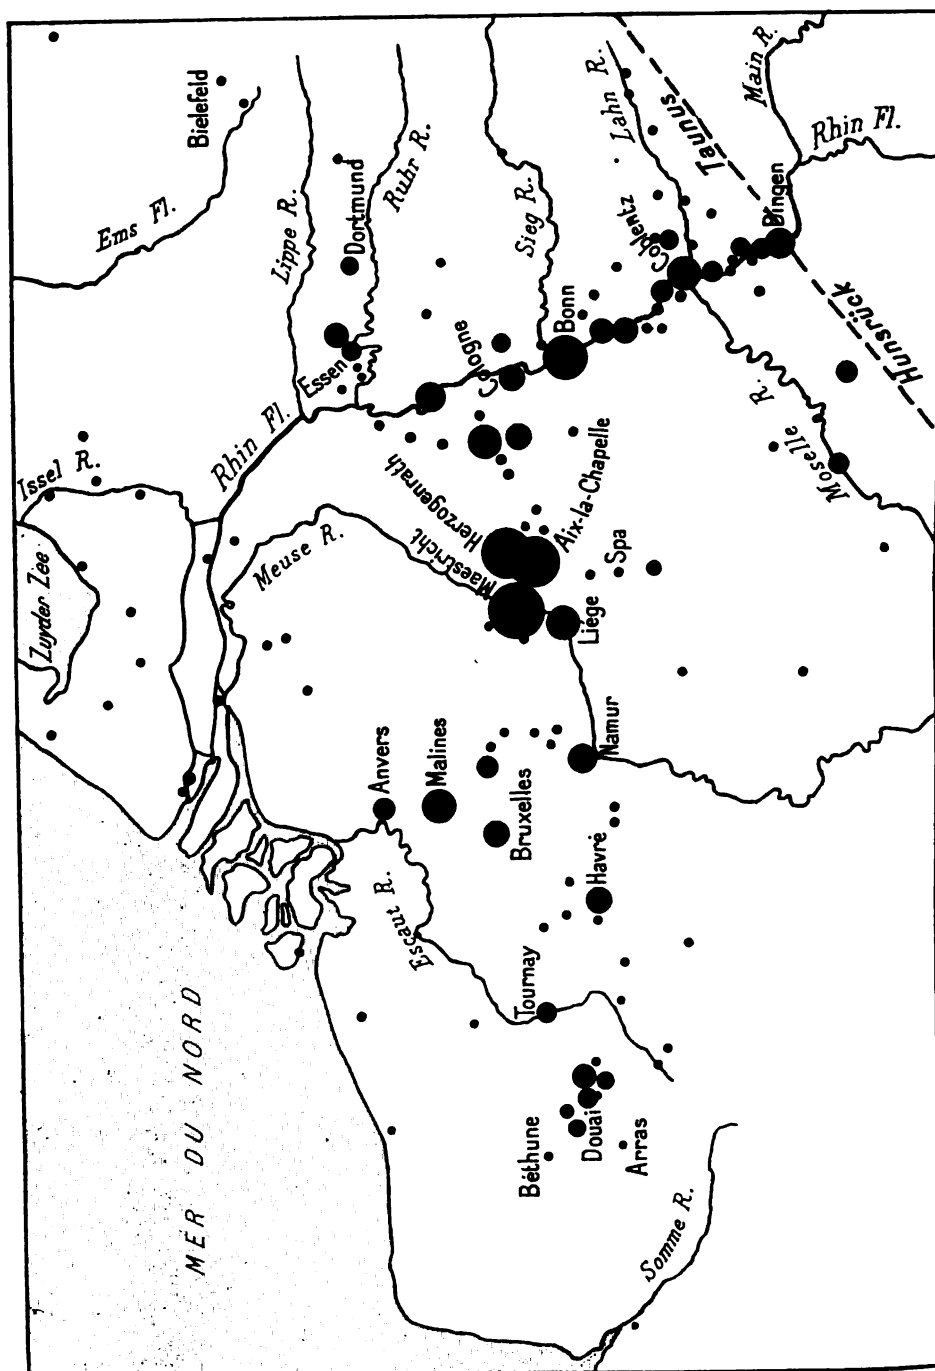 Zuyder Zee
Issel R.
Ems Fl.
MER DU NORD
Bielefeld
Rhin Fl.
Lippe R.
Meuse R.
Essen
Dortmund
Anvers
Escaut R.
Ruhr R.
Malines
Herzogenrath
Cologne
Maestricht
Bruxelles
Tournay
Sieg R.
Béthune
Bonn
Aix-la-Chapelle
Liége
Douai
Spa
Namur
Lahn R.
Arras
Coblentz
Havré
Somme R.
Taunus
Main R.
Moselle R.
Bingen
Rhin Fl.
Hunsrück